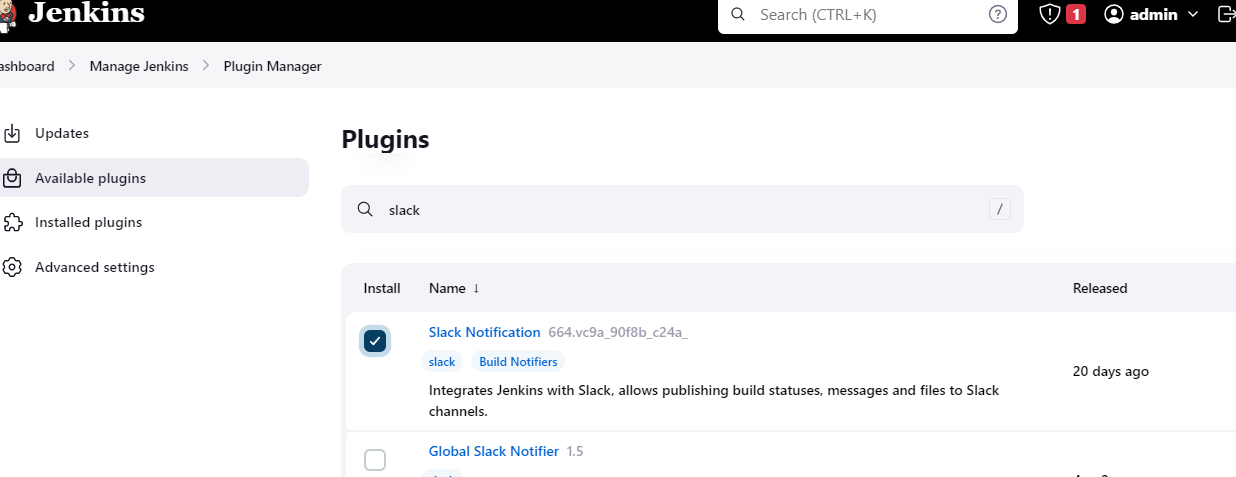 Jenkins
Search (CTRL+K)
?
1
admin
Manage Jenkins
Plugin Manager
Updates
Available plugins
Installed plugins
Advanced settings
Plugins
slack
/
Install Name ↓ Released
Slack Notification 664.vc9a_90f8b_c24a_
slack Build Notifiers
20 days ago
Integrates Jenkins with Slack, allows publishing build statuses, messages and files to Slack
channels.
Global Slack Notifier 1.5